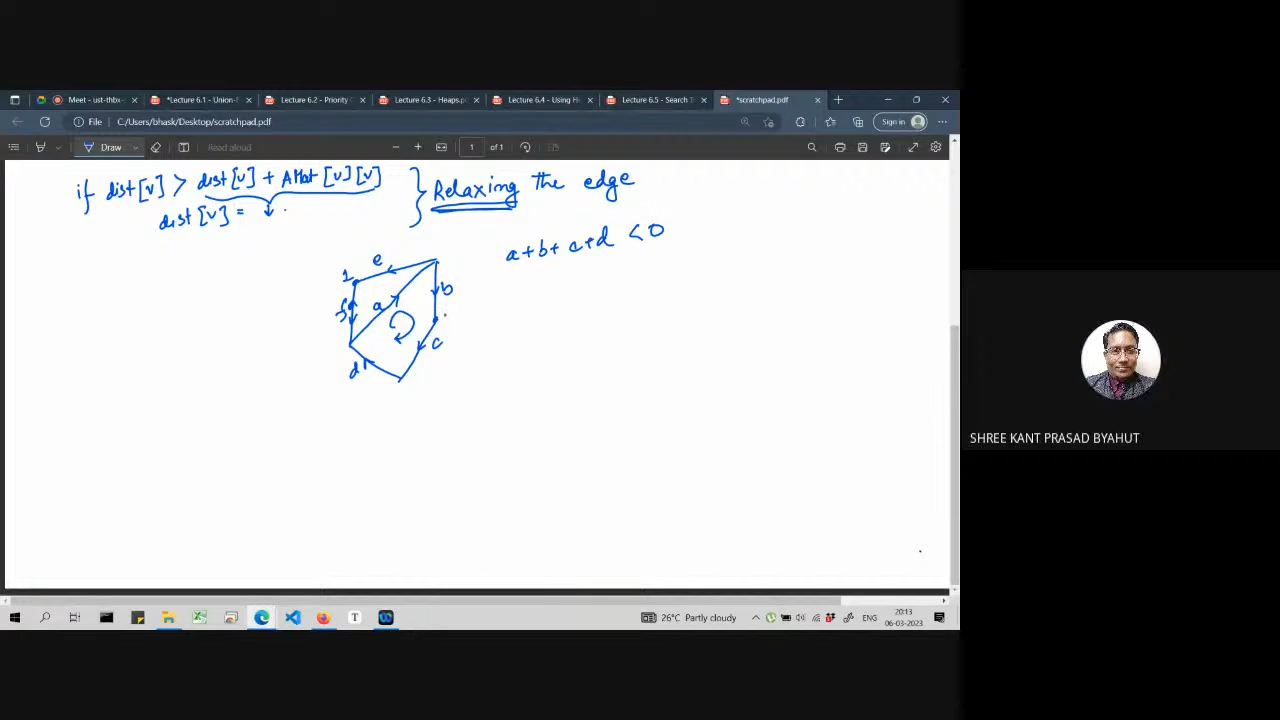 Meet - ust-thbx-
*Lecture 6.1 - Union-F
Lecture 6.2 - Priority
Lecture 6.3 - Heaps.p
Lecture 6.4 - Using H
Lecture 6.5 - Search T
*scratchpad.pdf
File
C:/Users/bhask/Desktop/scratchpad.pdf
Sign in
Draw
Read aloud
1 of 1
if dist[v] > dist[u] + AMat[u][v]
dist[v] =
Relaxing the edge
a+b+c+d < 0
e
1
b
a
f
c
d
SHREE KANT PRASAD BYAHUT
26°C Partly cloudy
ENG
20:13
06-03-2023